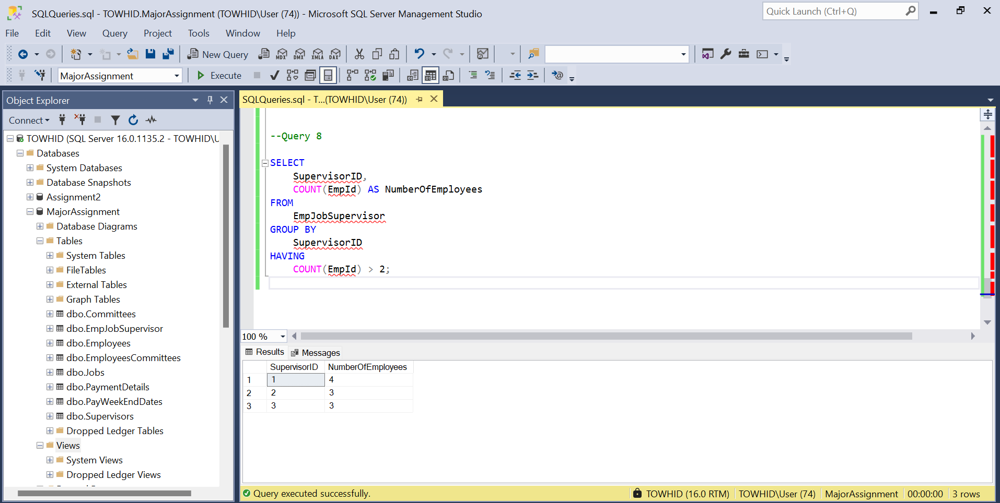 SQLQueries.sql - TOWHID.MajorAssignment (TOWHID\User (74)) - Microsoft SQL Server Management Studio
Quick Launch (Ctrl+Q)
File Edit View Query Project Tools Window Help
New Query MDX DMX XMLA DAX
MajorAssignment Execute
Object Explorer
SQLQueries.sql - T...(TOWHID\User (74))
Connect
TOWHID (SQL Server 16.0.1135.2 - TOWHID\U
Databases
System Databases
Database Snapshots
Assignment2
MajorAssignment
Database Diagrams
Tables
System Tables
FileTables
External Tables
Graph Tables
dbo.Committees
dbo.EmpJobSupervisor
dbo.Employees
dbo.EmployeesCommittees
dbo.Jobs
dbo.PaymentDetails
dbo.PayWeekEndDates
dbo.Supervisors
Dropped Ledger Tables
Views
System Views
Dropped Ledger Views
--Query 8
SELECT
SupervisorID,
COUNT(EmpId) AS NumberOfEmployees
FROM
EmpJobSupervisor
GROUP BY
SupervisorID
HAVING
COUNT(EmpId) > 2;
100 %
Results Messages
SupervisorID NumberOfEmployees
1 1 4
2 2 3
3 3 3
Query executed successfully.
TOWHID (16.0 RTM) TOWHID\User (74) MajorAssignment 00:00:00 3 rows